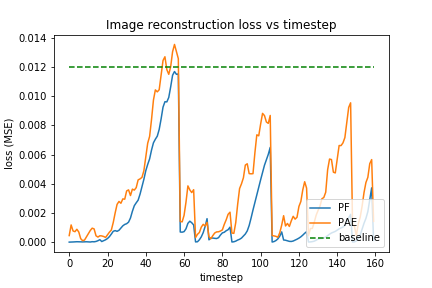 Image reconstruction loss vs timestep
0.014
0.012
0.010
0.008
0.006
0.004
0.002
0.000
loss (MSE)
0 20 40 60 80 100 120 140 160
timestep
PF
PAE
baseline